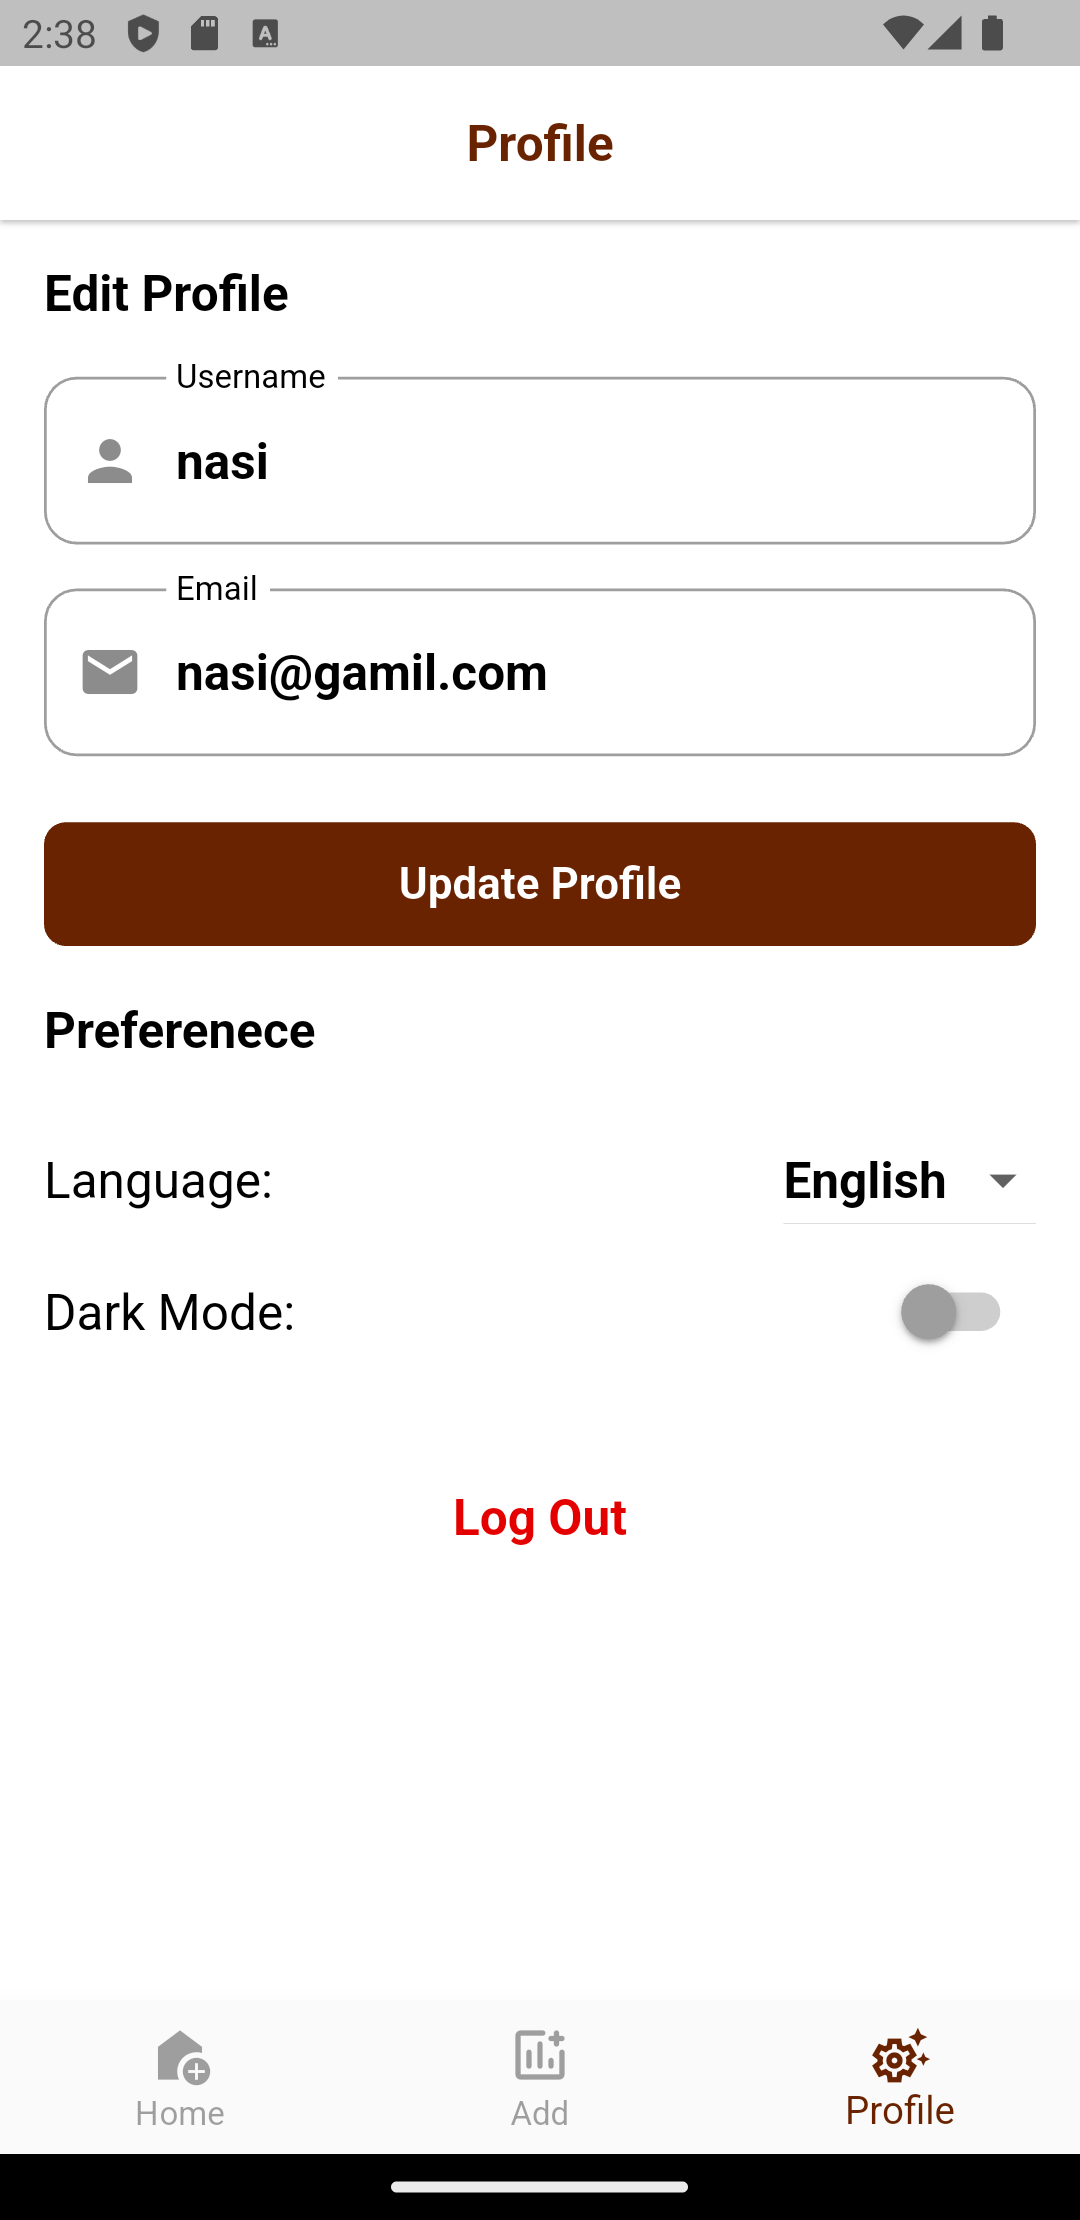 2:38
Profile
Edit Profile
Username
nasi
Email
nasi@gamil.com
Update Profile
Preferenece
Language:
English
Dark Mode:
Log Out
Home
Add
Profile